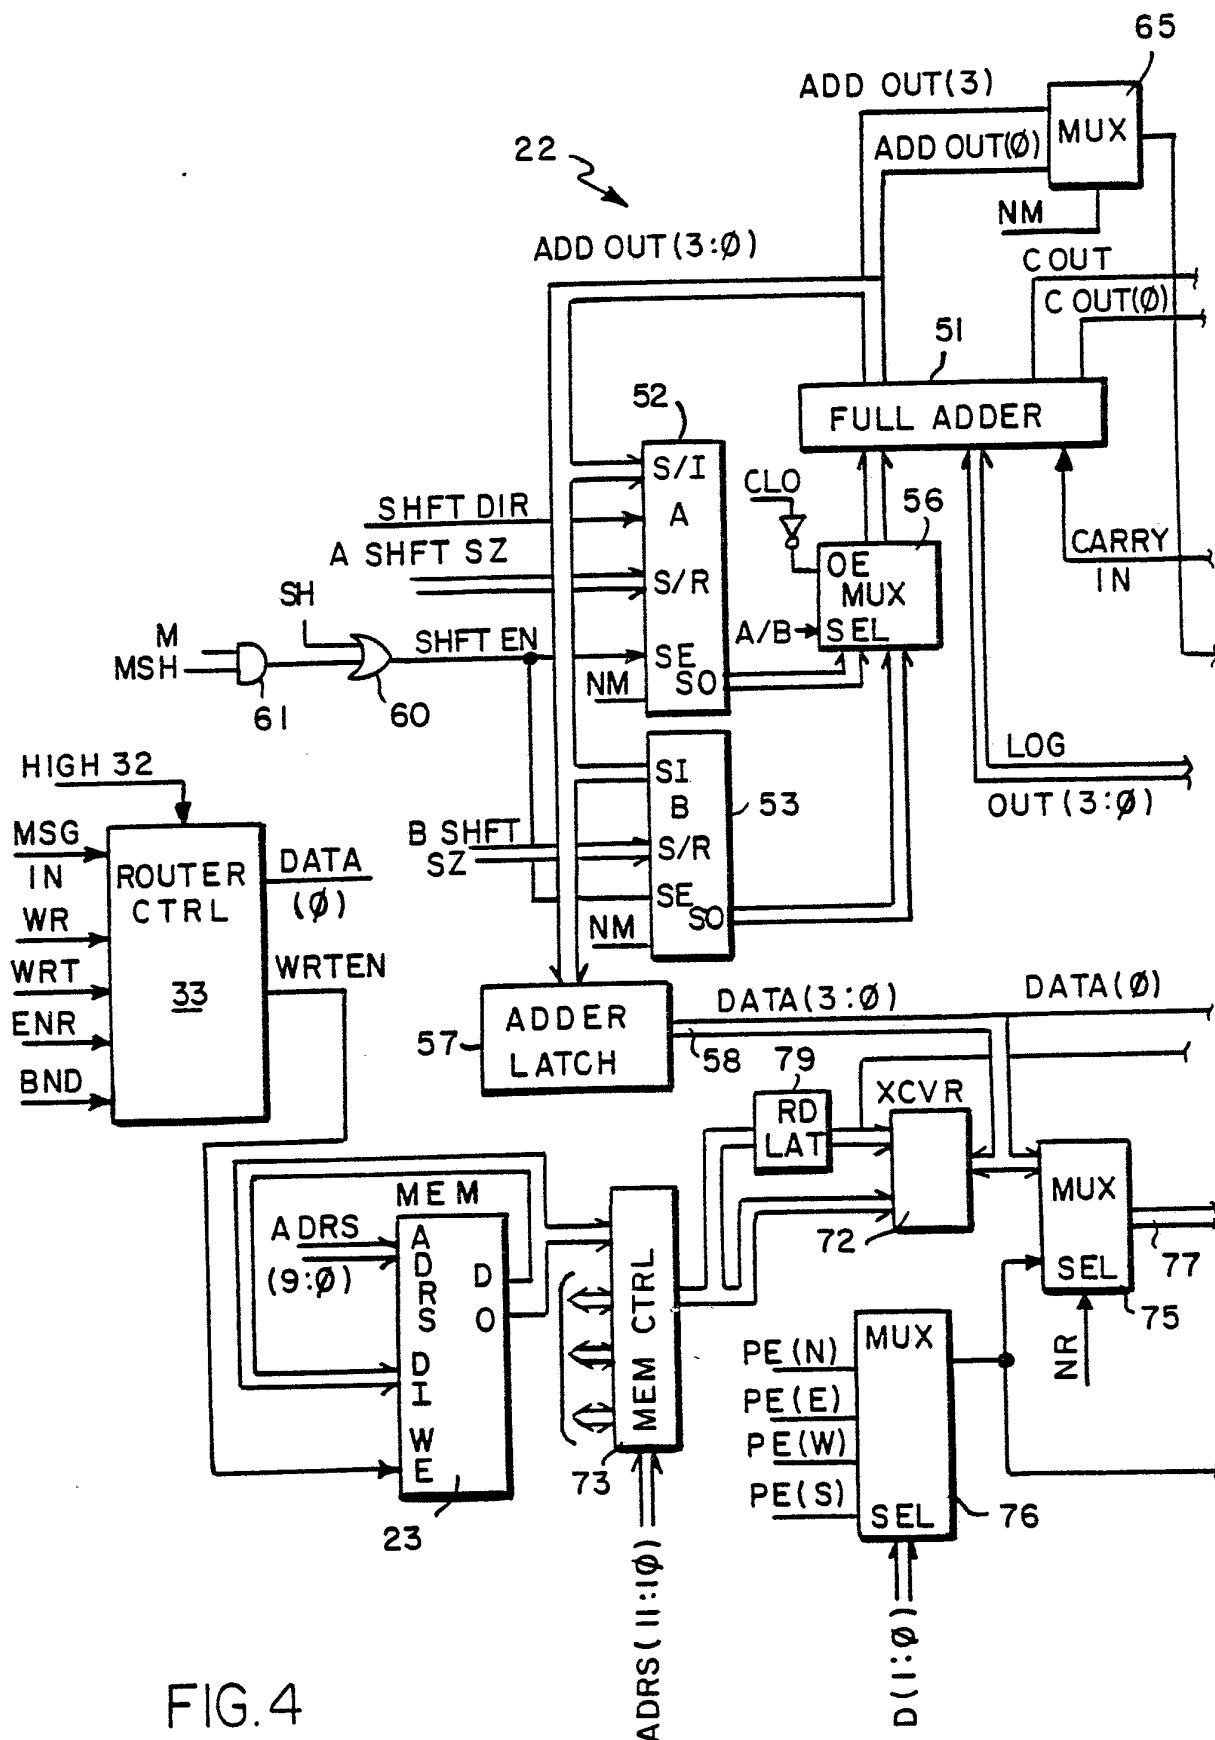 65
ADD OUT(3)
MUX
22
ADD OUT(Ø)
NM
ADD OUT(3:Ø)
C OUT
C OUT(Ø)
51
52
FULL ADDER
S/I
CLO
56
SHFT DIR
A
A SHFT SZ
OE
CARRY
IN
S/R
MUX
SH
A/B
SEL
M
MSH
SHFT EN
SE
SO
NM
61
60
HIGH 32
SI
LOG
OUT(3:Ø)
B
53
MSG
IN
B SHFT
SZ
S/R
ROUTER
CTRL
DATA
(Ø)
SE
SO
WR
NM
WRT
33
WRTEN
DATA(3:Ø)
DATA(Ø)
ENR
57
ADDER
LATCH
58
BND
79
XCVR
RD
LAT
MEM
MUX
ADRS
(9:Ø)
ADRS
DO
72
SEL
77
MEM CTRL
75
DI
MUX
PE(N)
NR
PE(E)
WE
PE(W)
73
PE(S)
23
SEL
76
ADRS(11:1Ø)
D(1:Ø)
FIG. 4